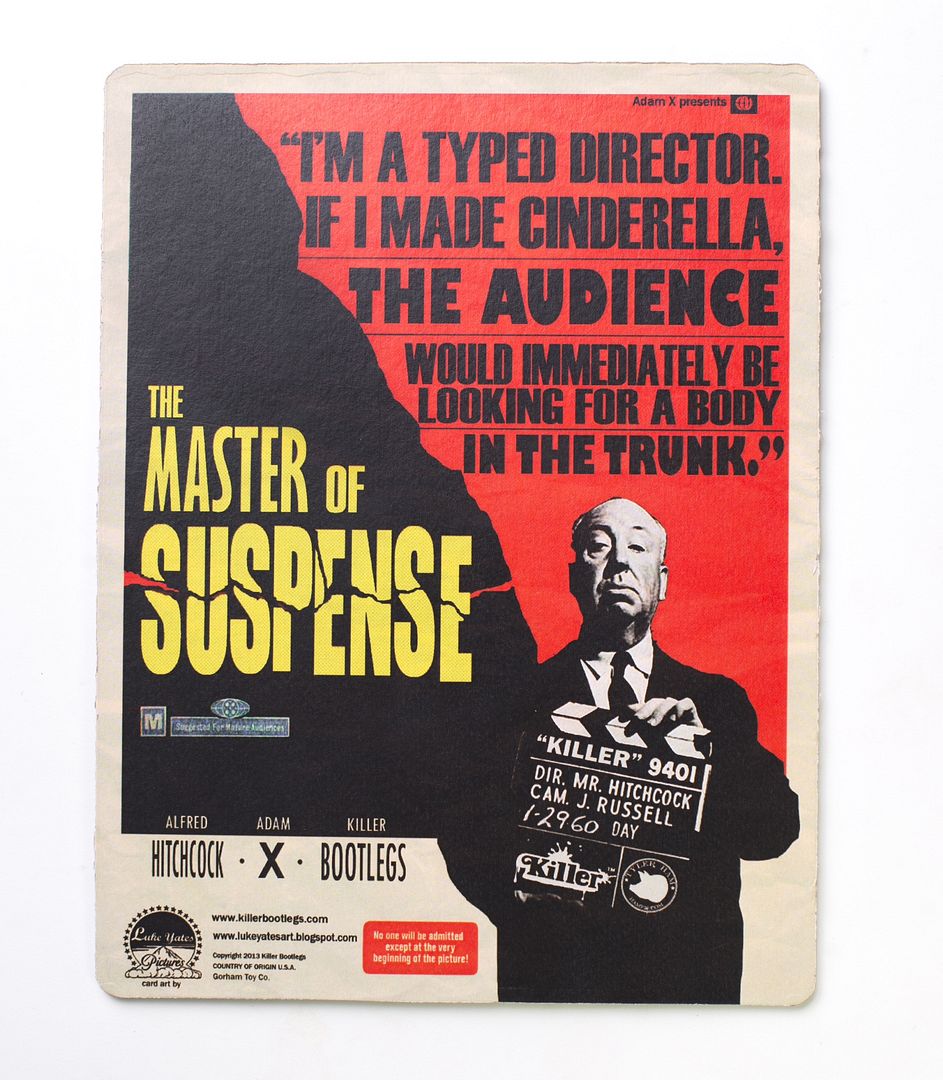 Adam X presents
“I’M A TYPED DIRECTOR.
IF I MADE CINDERELLA,
THE AUDIENCE
WOULD IMMEDIATELY BE
LOOKING FOR A BODY
IN THE TRUNK.”
THE
MASTER OF
SUSPENSE
M
Suggested For Mature Audiences
“KILLER” 9401
DIR. MR. HITCHCOCK
CAM. J. RUSSELL
1-2960 DAY
Killer™
TYLER HAM
ALFRED ADAM KILLER
HITCHCOCK · X · BOOTLEGS
Luke Yates
Pictures
card art by
www.killerbootlegs.com
www.lukeyatesart.blogspot.com
Copyright 2013 Killer Bootlegs
COUNTRY OF ORIGIN U.S.A.
Gorham Toy Co.
No one will be admitted
except at the very
beginning of the picture!